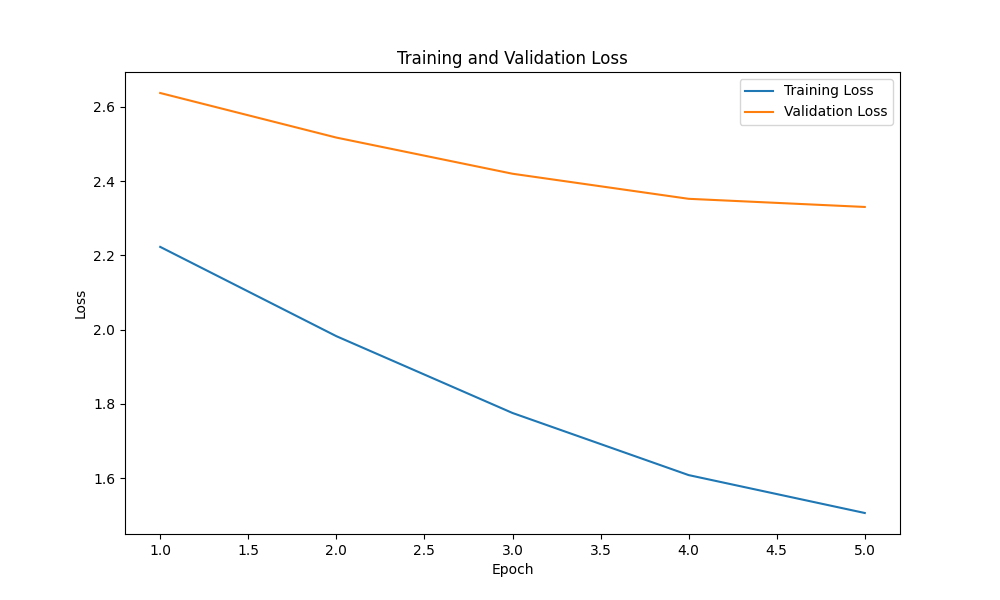 Training and Validation Loss
Training Loss
Validation Loss
2.6
2.4
2.2
2.0
1.8
1.6
Loss
1.0 1.5 2.0 2.5 3.0 3.5 4.0 4.5 5.0
Epoch